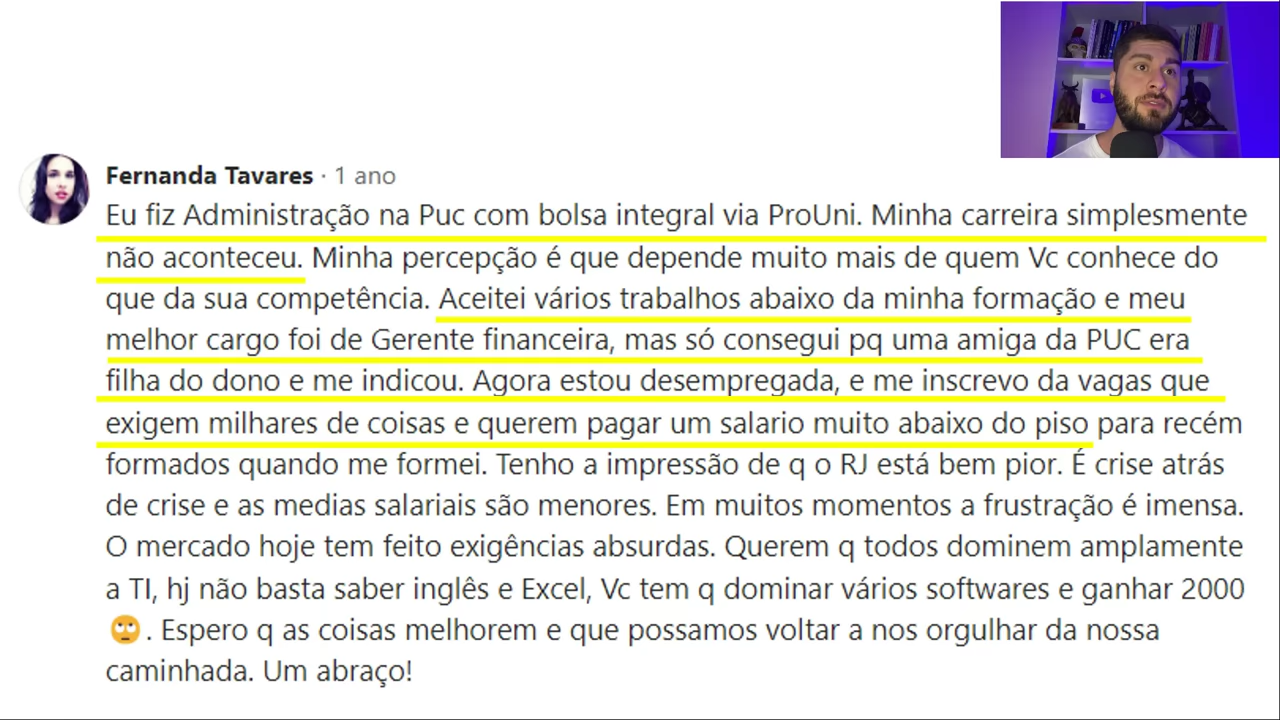 Fernanda Tavares · 1 ano
Eu fiz Administração na Puc com bolsa integral via ProUni. Minha carreira simplesmente
não aconteceu. Minha percepção é que depende muito mais de quem Vc conhece do
que da sua competência. Aceitei vários trabalhos abaixo da minha formação e meu
melhor cargo foi de Gerente financeira, mas só consegui pq uma amiga da PUC era
filha do dono e me indicou. Agora estou desempregada, e me inscrevo da vagas que
exigem milhares de coisas e querem pagar um salario muito abaixo do piso para recém
formados quando me formei. Tenho a impressão de q o RJ está bem pior. É crise atrás
de crise e as medias salariais são menores. Em muitos momentos a frustração é imensa.
O mercado hoje tem feito exigências absurdas. Querem q todos dominem amplamente
a TI, hj não basta saber inglês e Excel, Vc tem q dominar vários softwares e ganhar 2000
🙄. Espero q as coisas melhorem e que possamos voltar a nos orgulhar da nossa
caminhada. Um abraço!